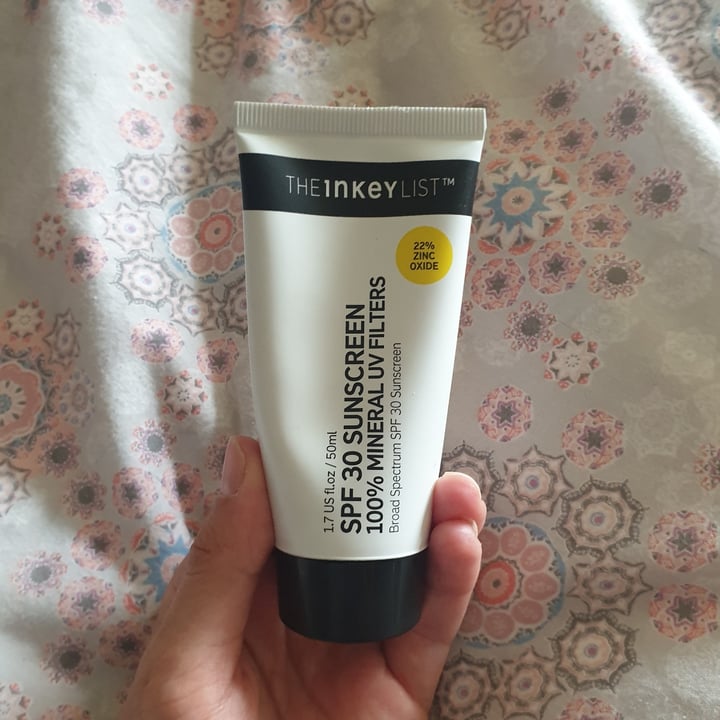 THE INKEY LIST™
22%
ZINC
OXIDE
1.7 US fl.oz / 50ml
SPF 30 SUNSCREEN
100% MINERAL UV FILTERS
Broad Spectrum SPF 30 Sunscreen